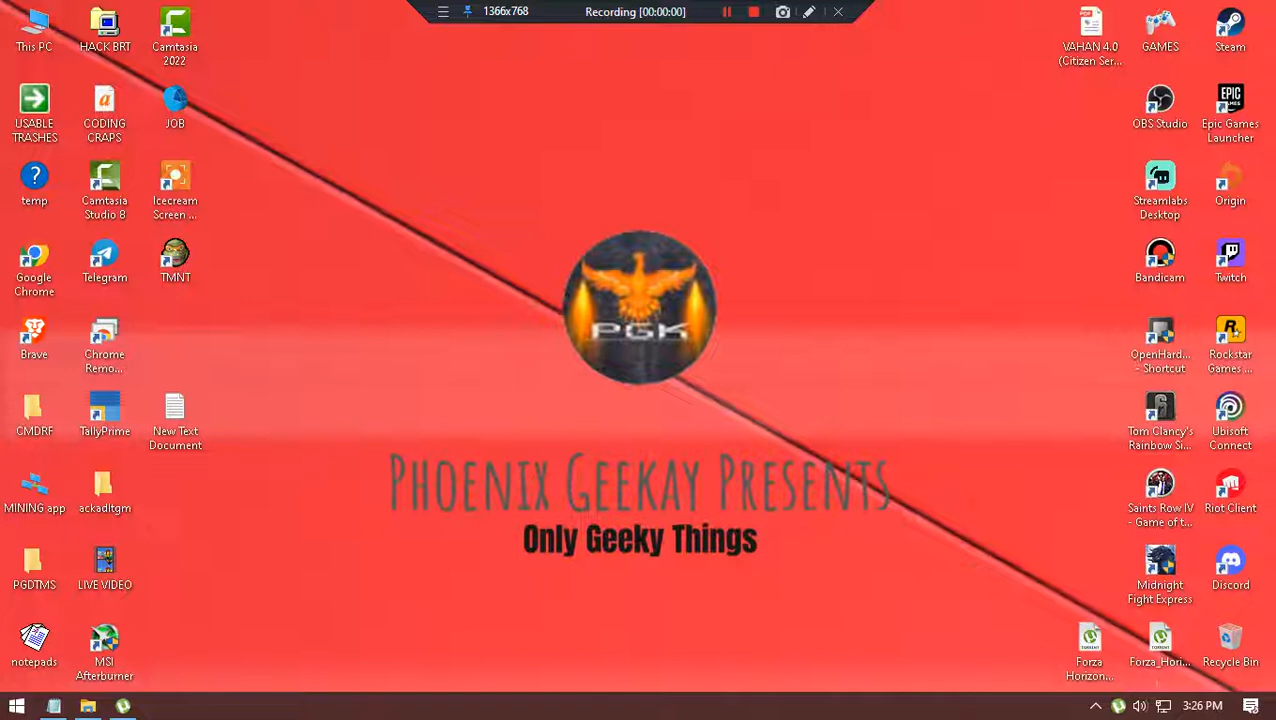 1366x768
Recording [00:00:00]
This PC
HACK BRT
Camtasia
2022
USABLE
TRASHES
CODING
CRAPS
JOB
temp
Camtasia
Studio 8
Icecream
Screen ...
Google
Chrome
Telegram
TMNT
Brave
Chrome
Remo...
CMDRF
TallyPrime
New Text
Document
MINING app
ackadltgm
PGDTMS
LIVE VIDEO
notepads
MSI
Afterburner
PGK
PHOENIX GEEKAY PRESENTS
Only Geeky Things
VAHAN 4.0
(Citizen Ser...
GAMES
Steam
OBS Studio
EPIC
GAMES
Epic Games
Launcher
Streamlabs
Desktop
Origin
Bandicam
Twitch
OpenHard...
- Shortcut
Rockstar
Games ...
Tom Clancy's
Rainbow Si...
Ubisoft
Connect
Saints Row IV
- Game of t...
Riot Client
Midnight
Fight Express
Discord
Forza
Horizon...
Forza_Hori...
Recycle Bin
3:26 PM